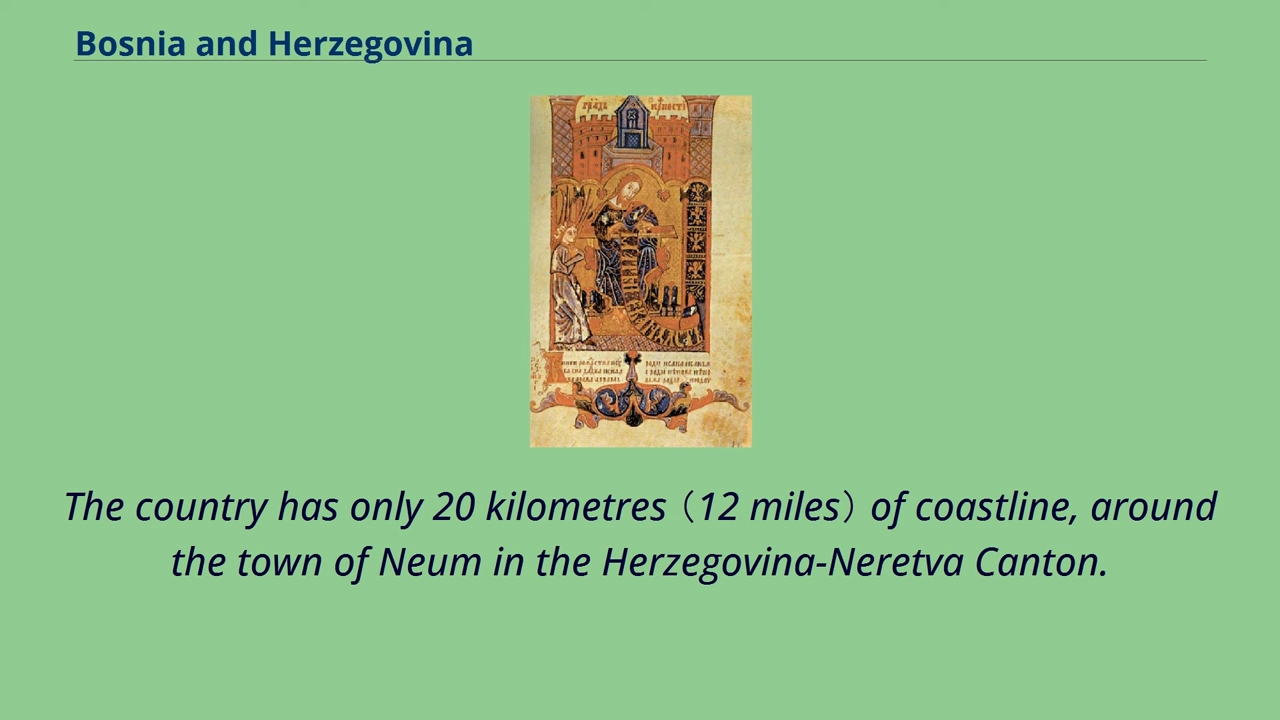 Bosnia and Herzegovina
The country has only 20 kilometres (12 miles) of coastline, around
the town of Neum in the Herzegovina-Neretva Canton.